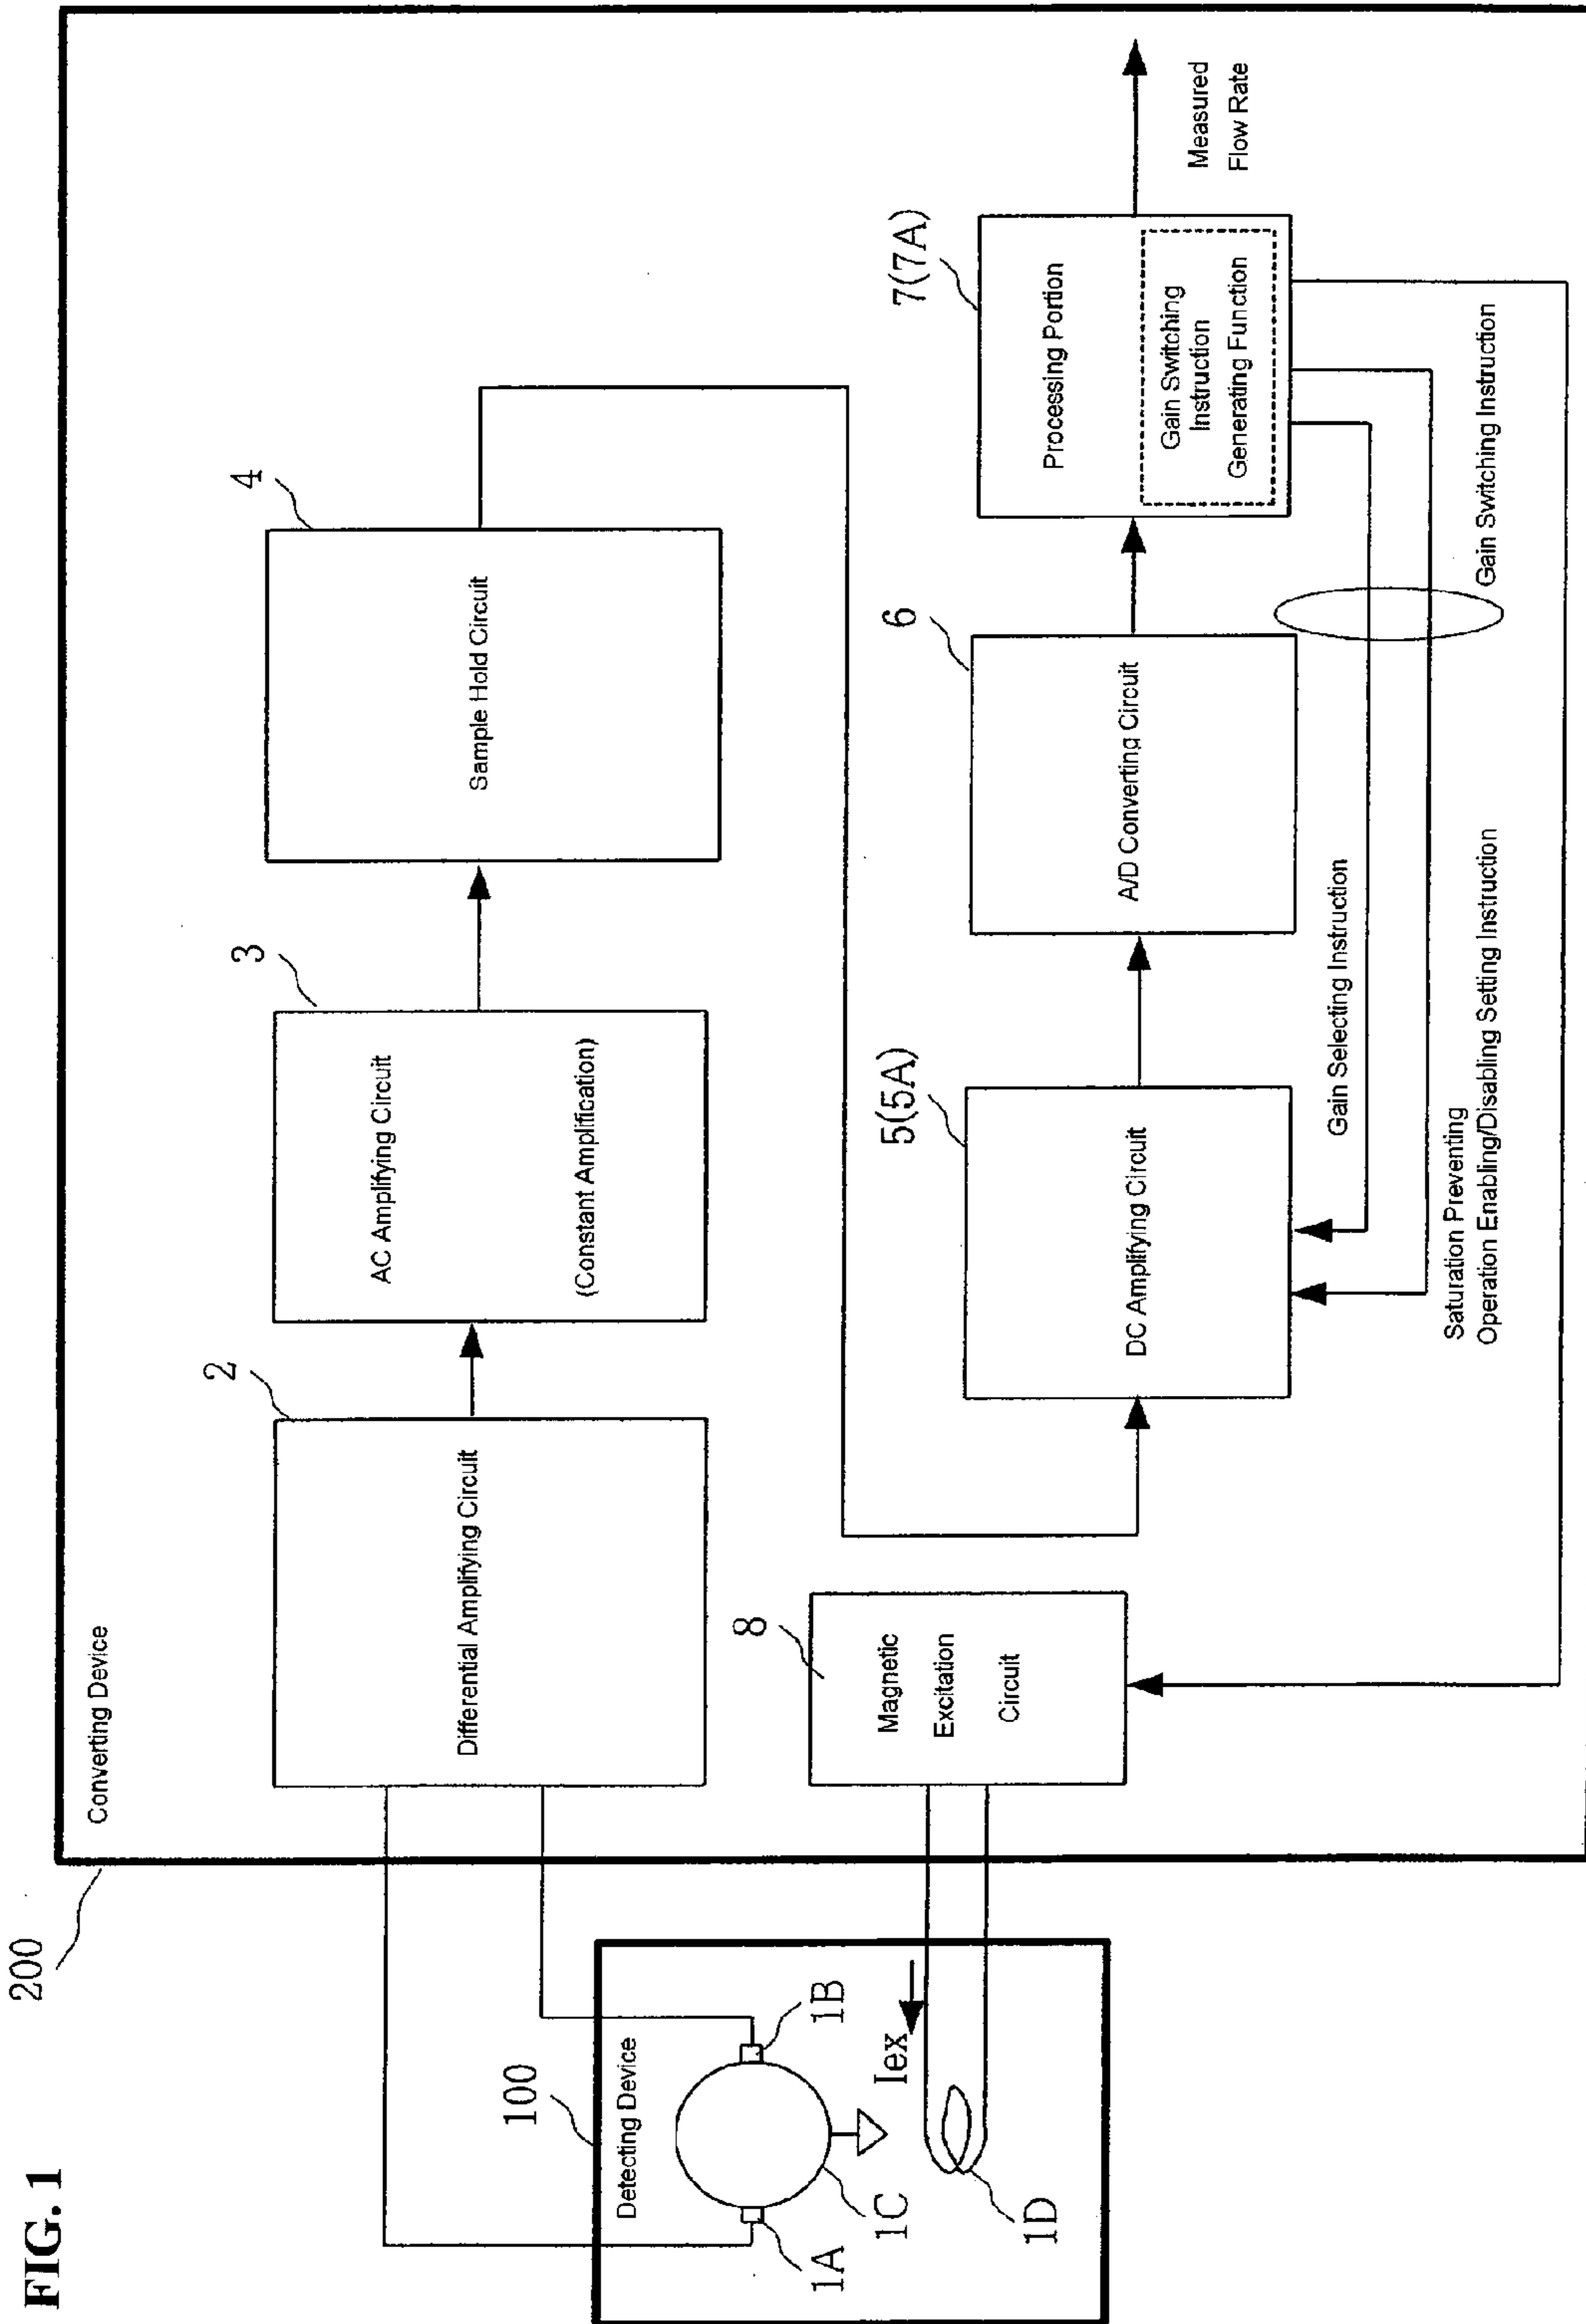 FIG. 1
200
Converting Device
100
Detecting Device
1A
1B
1C
1D
Iex
2
Differential Amplifying Circuit
3
AC Amplifying Circuit
(Constant Amplification)
4
Sample Hold Circuit
8
Magnetic
Excitation
Circuit
5(5A)
DC Amplifying Circuit
6
A/D Converting Circuit
7(7A)
Processing Portion
Gain Switching
Instruction
Generating Function
Measured
Flow Rate
Gain Selecting Instruction
Saturation Preventing
Operation Enabling/Disabling Setting Instruction
Gain Switching Instruction